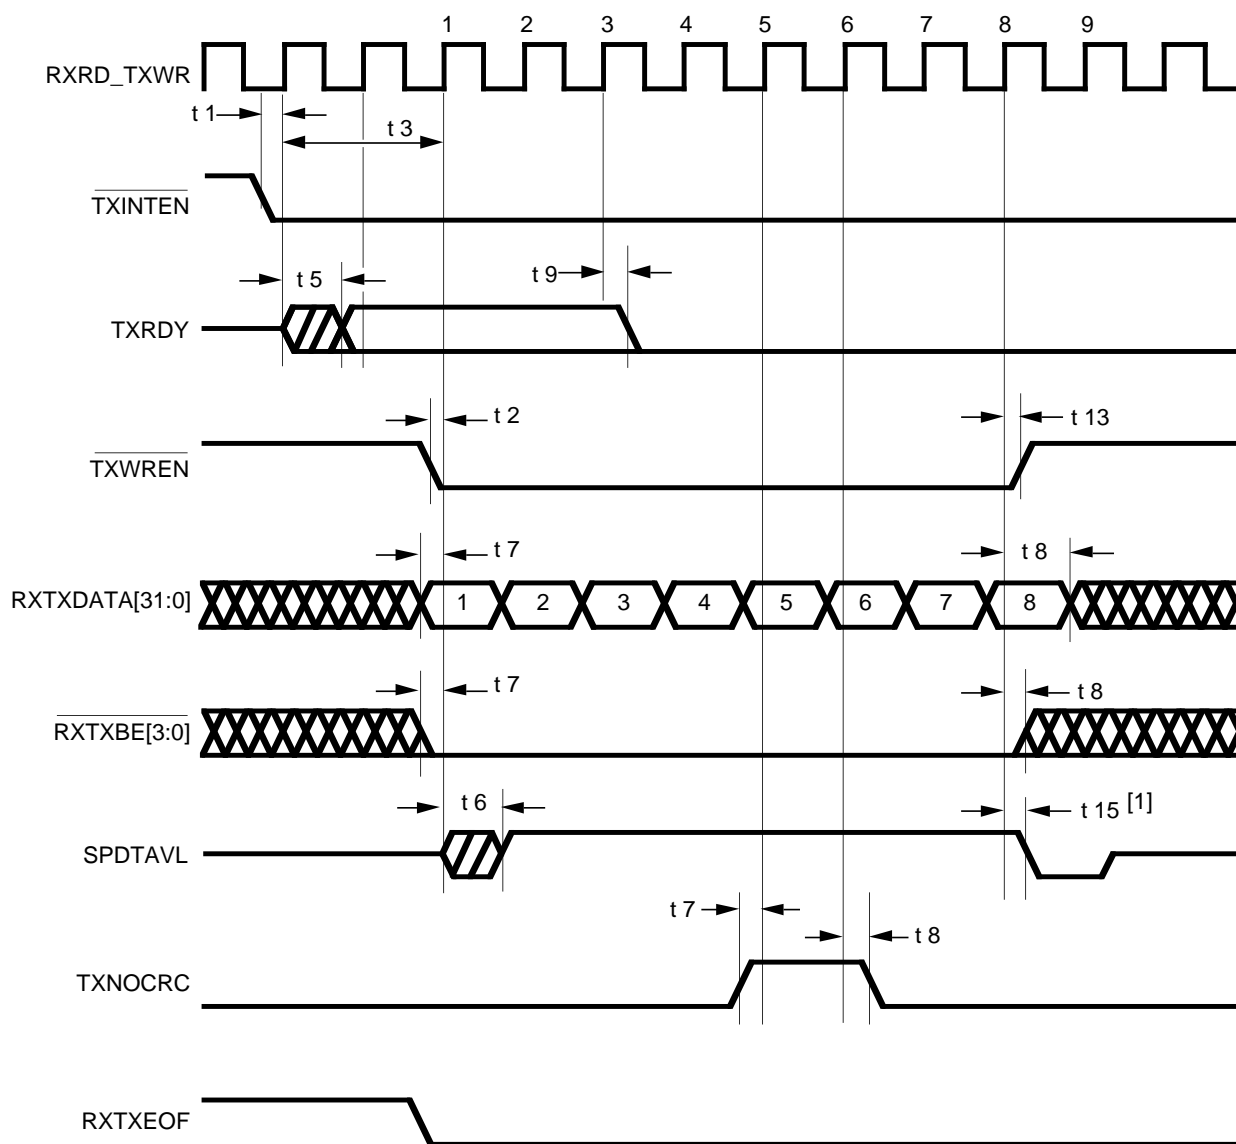 1 2 3 4 5 6 7 8 9
RXRD_TXWR
t 1
t 3
TXINTEN
t 5
t 9
TXRDY
t 2
t 13
TXWREN
t 7
t 8
RXTXDATA[31:0]
1 2 3 4 5 6 7 8
t 7
t 8
RXTXBE[3:0]
t 6
t 15 [1]
SPDTAVL
t 7
t 8
TXNOCRC
RXTXEOF